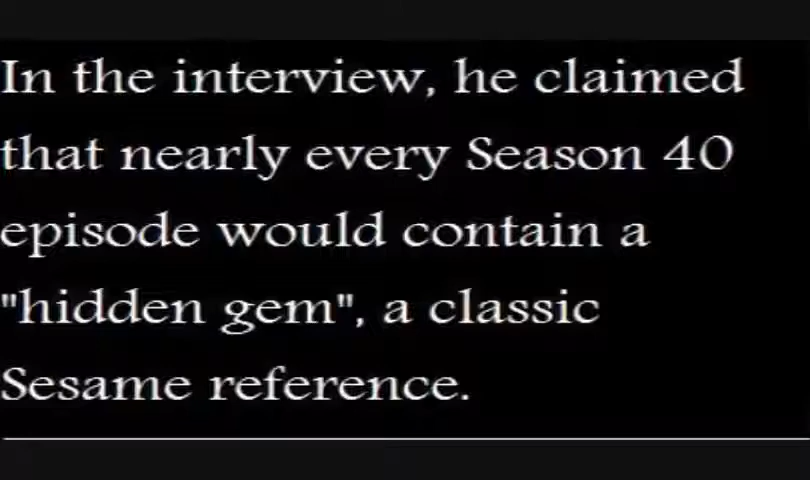 In the interview, he claimed
that nearly every Season 40
episode would contain a
"hidden gem", a classic
Sesame reference.